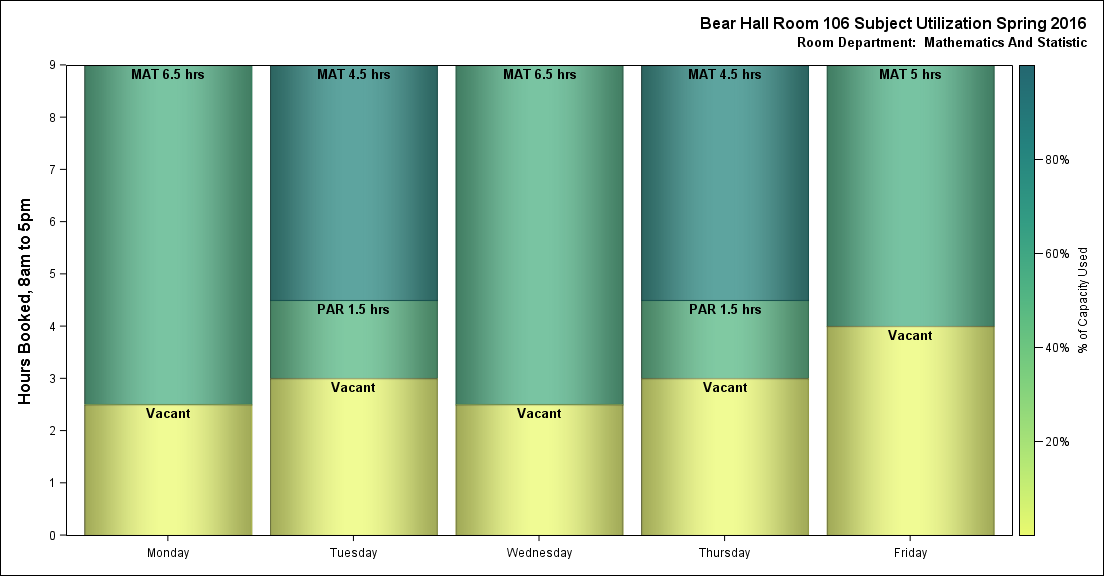 Bear Hall Room 106 Subject Utilization Spring 2016
Room Department:  Mathematics And Statistic
Hours Booked, 8am to 5pm
9
8
7
6
5
4
3
2
1
0
MAT 6.5 hrs
Vacant
MAT 4.5 hrs
PAR 1.5 hrs
Vacant
MAT 6.5 hrs
Vacant
MAT 4.5 hrs
PAR 1.5 hrs
Vacant
MAT 5 hrs
Vacant
Monday
Tuesday
Wednesday
Thursday
Friday
80%
60%
40%
20%
% of Capacity Used